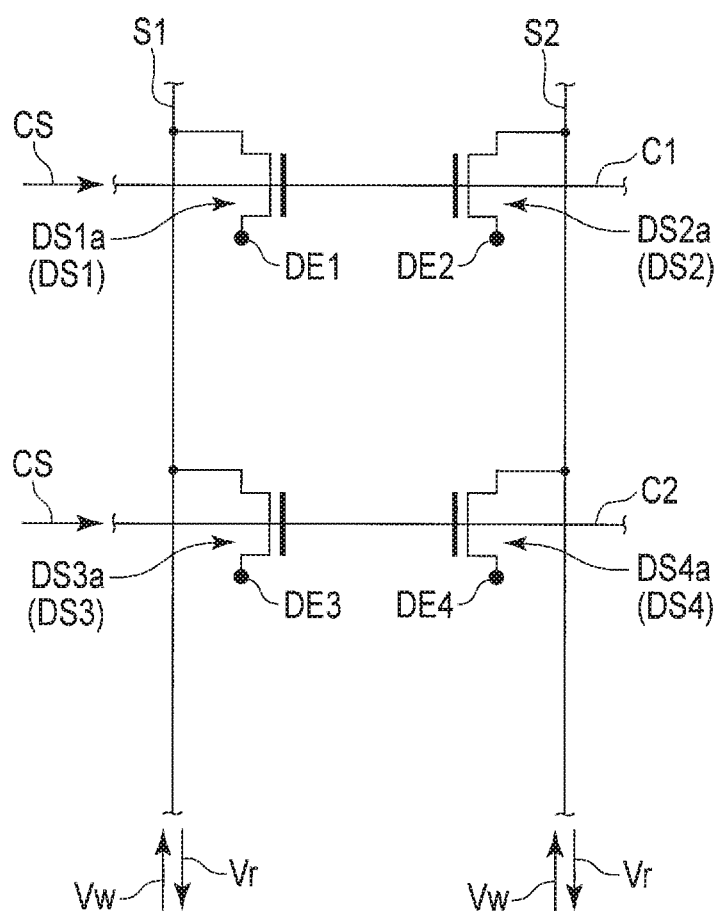 S1
S2
CS
C1
DS1a
(DS1)
DE1
DE2
DS2a
(DS2)
CS
C2
DS3a
(DS3)
DE3
DE4
DS4a
(DS4)
Vw
Vr
Vw
Vr